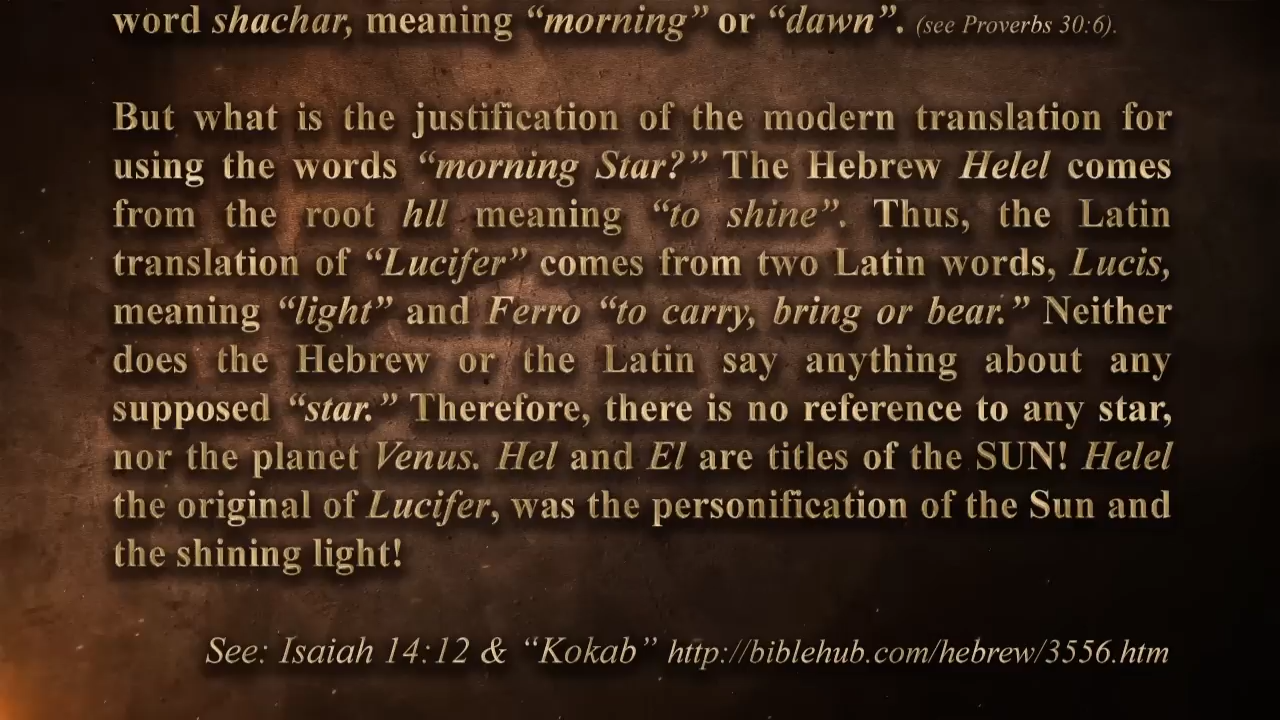 word shachar, meaning “morning” or “dawn”. (see Proverbs 30:6).
But what is the justification of the modern translation for
using the words “morning Star?” The Hebrew Helel comes
from the root hll meaning “to shine”. Thus, the Latin
translation of “Lucifer” comes from two Latin words, Lucis,
meaning “light” and Ferro “to carry, bring or bear.” Neither
does the Hebrew or the Latin say anything about any
supposed “star.” Therefore, there is no reference to any star,
nor the planet Venus. Hel and El are titles of the SUN! Helel
the original of Lucifer, was the personification of the Sun and
the shining light!
See: Isaiah 14:12 & “Kokab” http://biblehub.com/hebrew/3556.htm